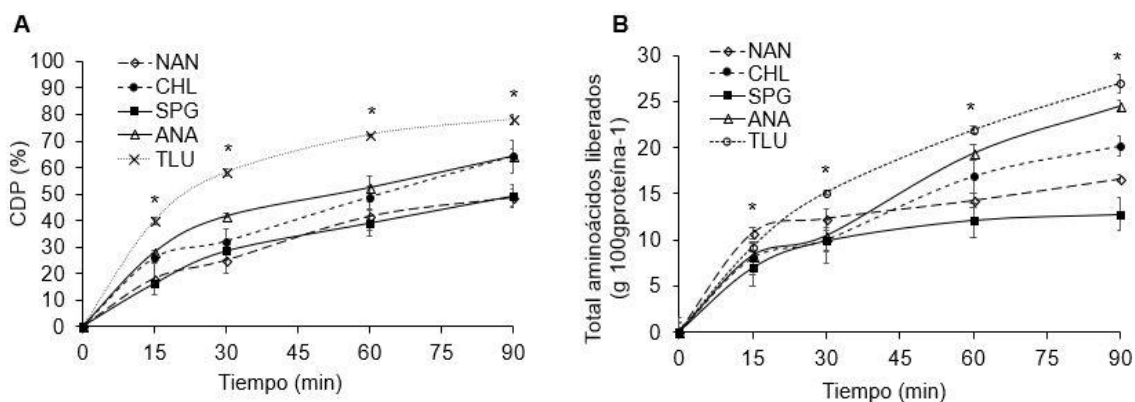 A
CDP (%)
100
90
80
70
60
50
40
30
20
10
0
NAN
CHL
SPG
ANA
TLU
*
*
*
*
0 15 30 45 60 75 90
Tiempo (min)
B
Total aminoácidos liberados
(g 100gproteína-1)
30
25
20
15
10
5
0
NAN
CHL
SPG
ANA
TLU
*
*
*
*
0 15 30 45 60 75 90
Tiempo (min)